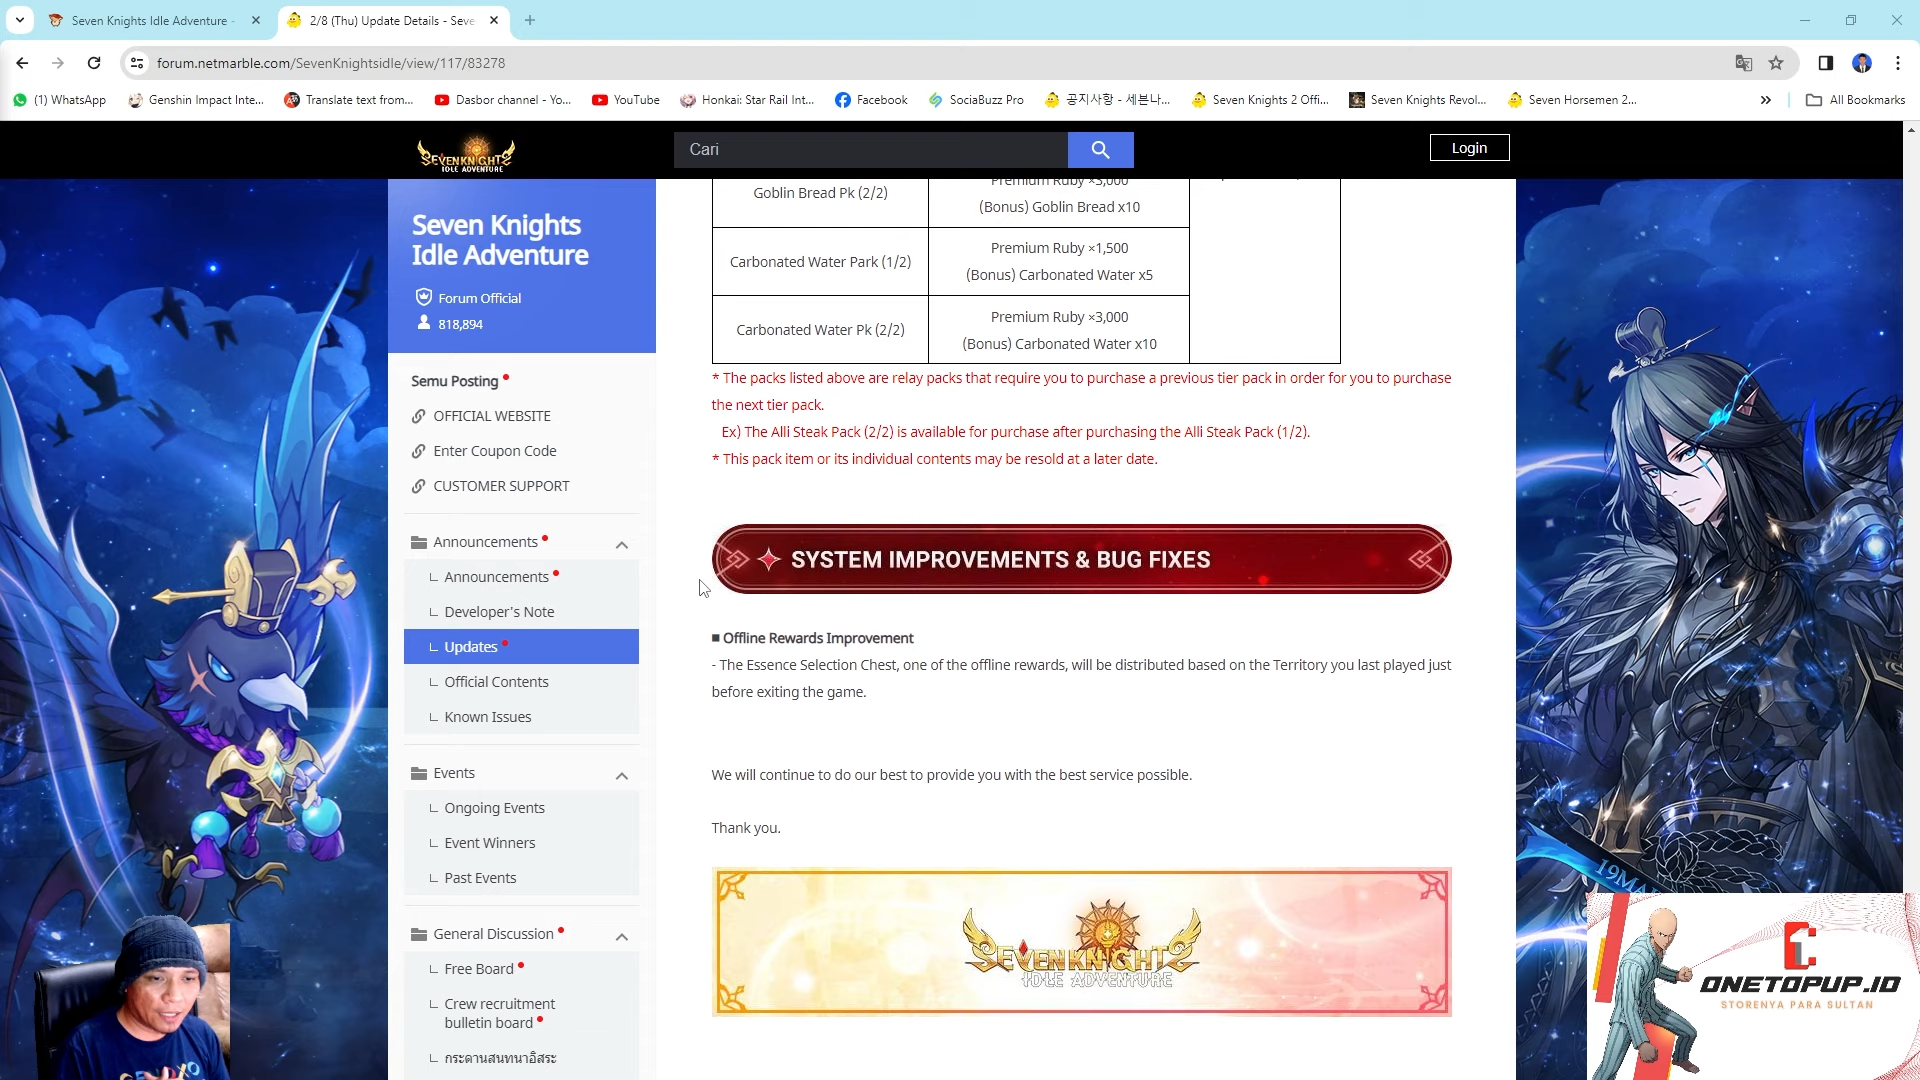 Seven Knights Idle Adventure -
2/8 (Thu) Update Details - Seve
forum.netmarble.com/SevenKnightsidle/view/117/83278
(1) WhatsApp
Genshin Impact Inte...
Translate text from...
Dasbor channel - Yo...
YouTube
Honkai: Star Rail Int...
Facebook
SociaBuzz Pro
공지사항 - 세븐나...
Seven Knights 2 Offi...
Seven Knights Revol...
Seven Horsemen 2...
All Bookmarks
SEVEN KNIGHTS
IDLE ADVENTURE
Cari
Login
Seven Knights
Idle Adventure
Forum Official
818,894
Semu Posting
OFFICIAL WEBSITE
Enter Coupon Code
CUSTOMER SUPPORT
Announcements
Announcements
Developer's Note
Updates
Official Contents
Known Issues
Events
Ongoing Events
Event Winners
Past Events
General Discussion
Free Board
Crew recruitment
bulletin board
กระดานสนทนาอิสระ
Goblin Bread Pk (2/2)
Premium Ruby ×3,000
(Bonus) Goblin Bread x10
Carbonated Water Park (1/2)
Premium Ruby ×1,500
(Bonus) Carbonated Water x5
Carbonated Water Pk (2/2)
Premium Ruby ×3,000
(Bonus) Carbonated Water x10
* The packs listed above are relay packs that require you to purchase a previous tier pack in order for you to purchase
the next tier pack.
Ex) The Alli Steak Pack (2/2) is available for purchase after purchasing the Alli Steak Pack (1/2).
* This pack item or its individual contents may be resold at a later date.
SYSTEM IMPROVEMENTS & BUG FIXES
■ Offline Rewards Improvement
- The Essence Selection Chest, one of the offline rewards, will be distributed based on the Territory you last played just
before exiting the game.
We will continue to do our best to provide you with the best service possible.
Thank you.
SEVEN KNIGHTS
IDLE ADVENTURE
ONETOPUP.ID
STORENYA PARA SULTAN